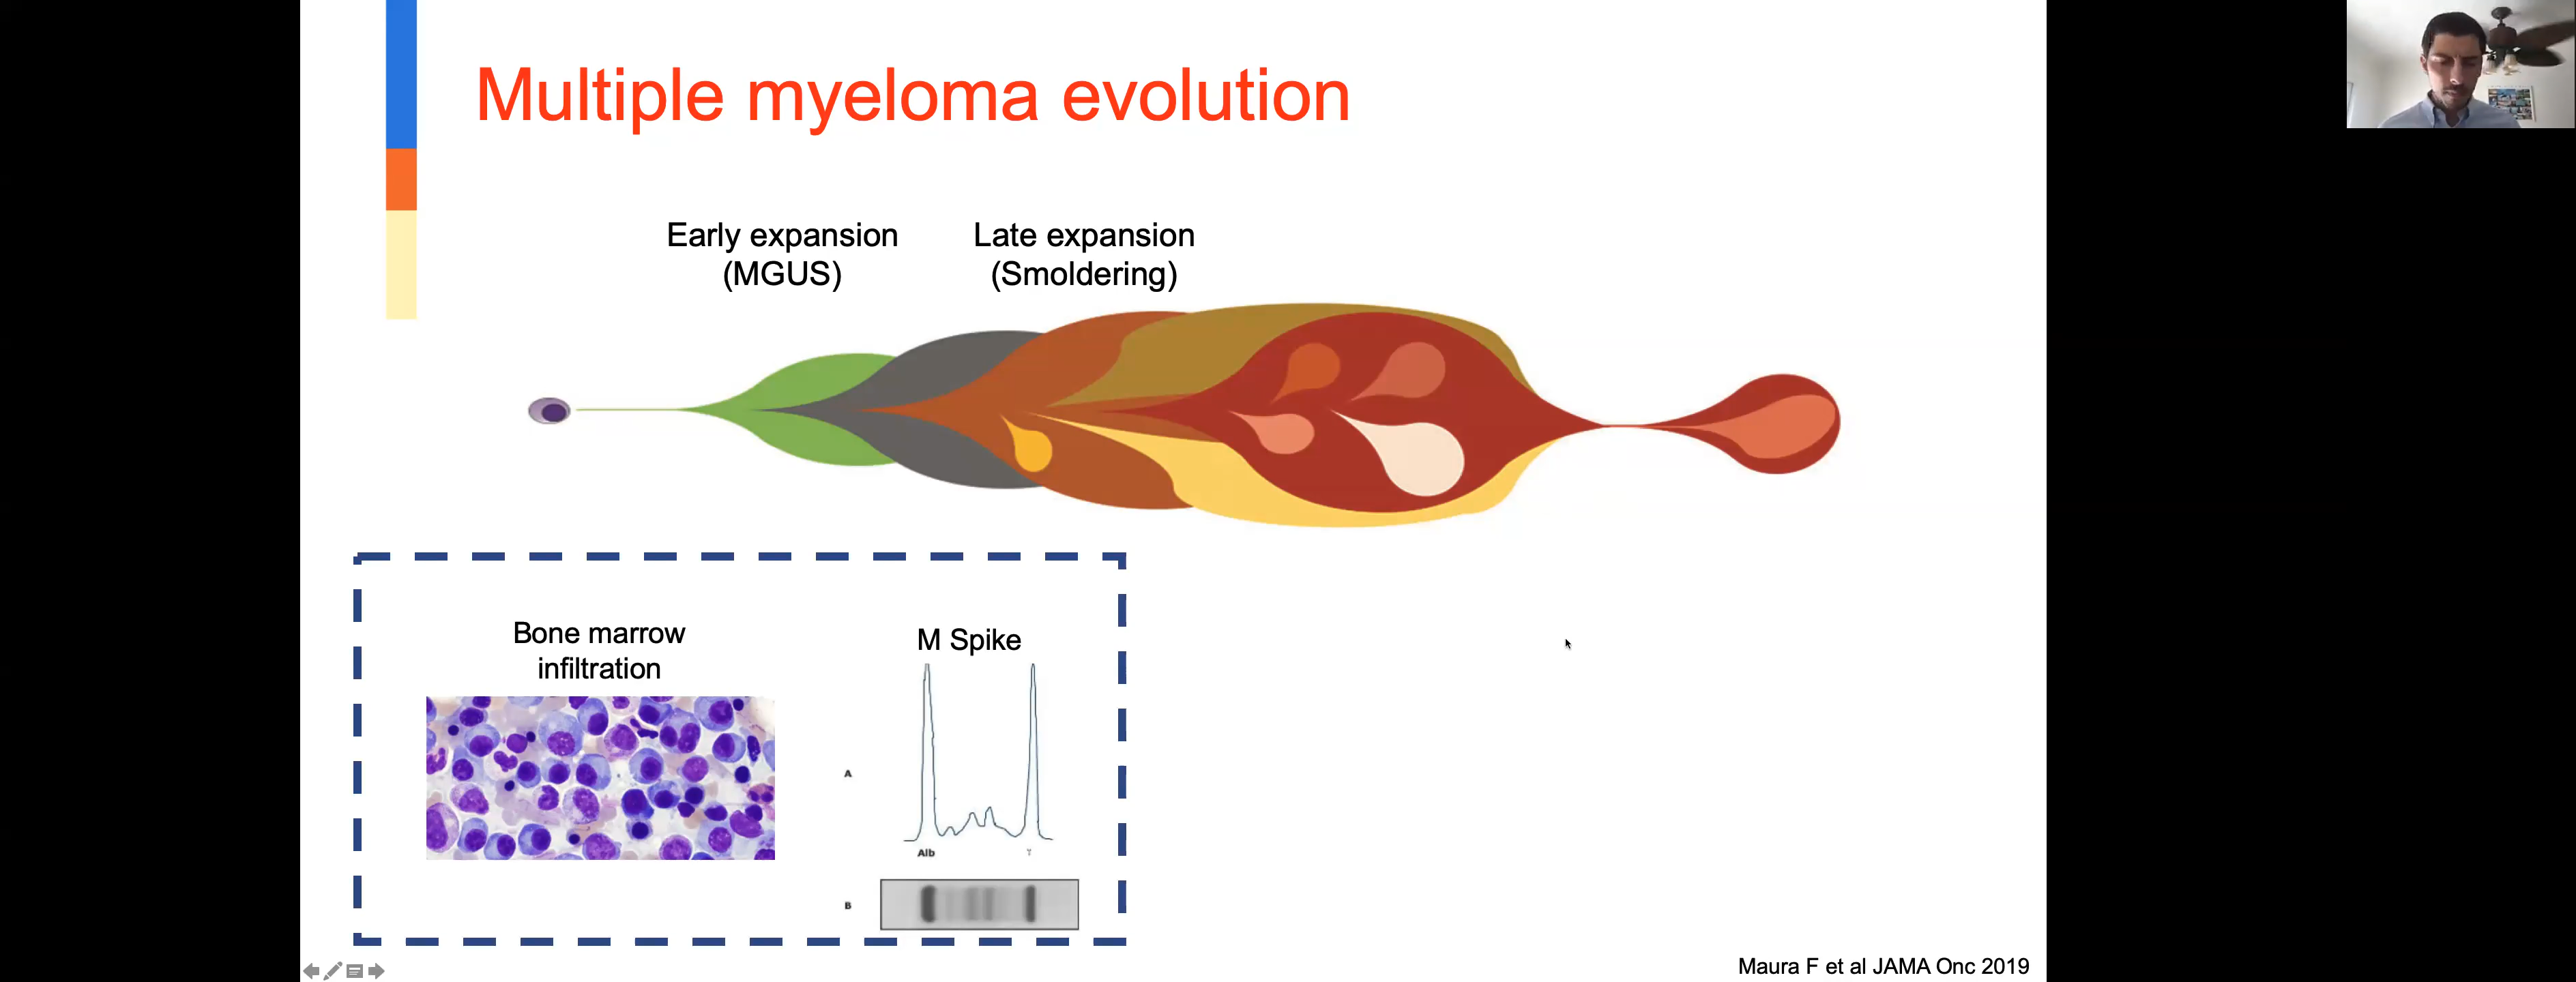 Multiple myeloma evolution
Early expansion
(MGUS)
Late expansion
(Smoldering)
Bone marrow
infiltration
M Spike
A
Alb
γ
B
Maura F et al JAMA Onc 2019